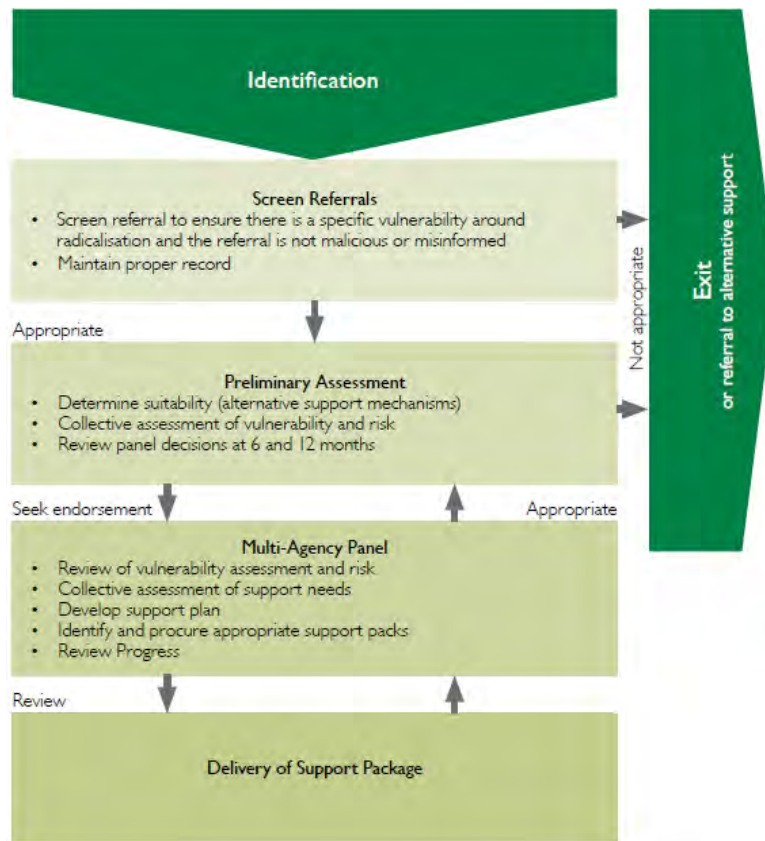 Identification
Screen Referrals
• Screen referral to ensure there is a specific vulnerability around
radicalisation and the referral is not malicious or misinformed
• Maintain proper record
Not appropriate
Exit
or referral to alternative support
Appropriate
Preliminary Assessment
• Determine suitability (alternative support mechanisms)
• Collective assessment of vulnerability and risk
• Review panel decisions at 6 and 12 months
Seek endorsement
Appropriate
Multi-Agency Panel
• Review of vulnerability assessment and risk
• Collective assessment of support needs
• Develop support plan
• Identify and procure appropriate support packs
• Review Progress
Review
Delivery of Support Package